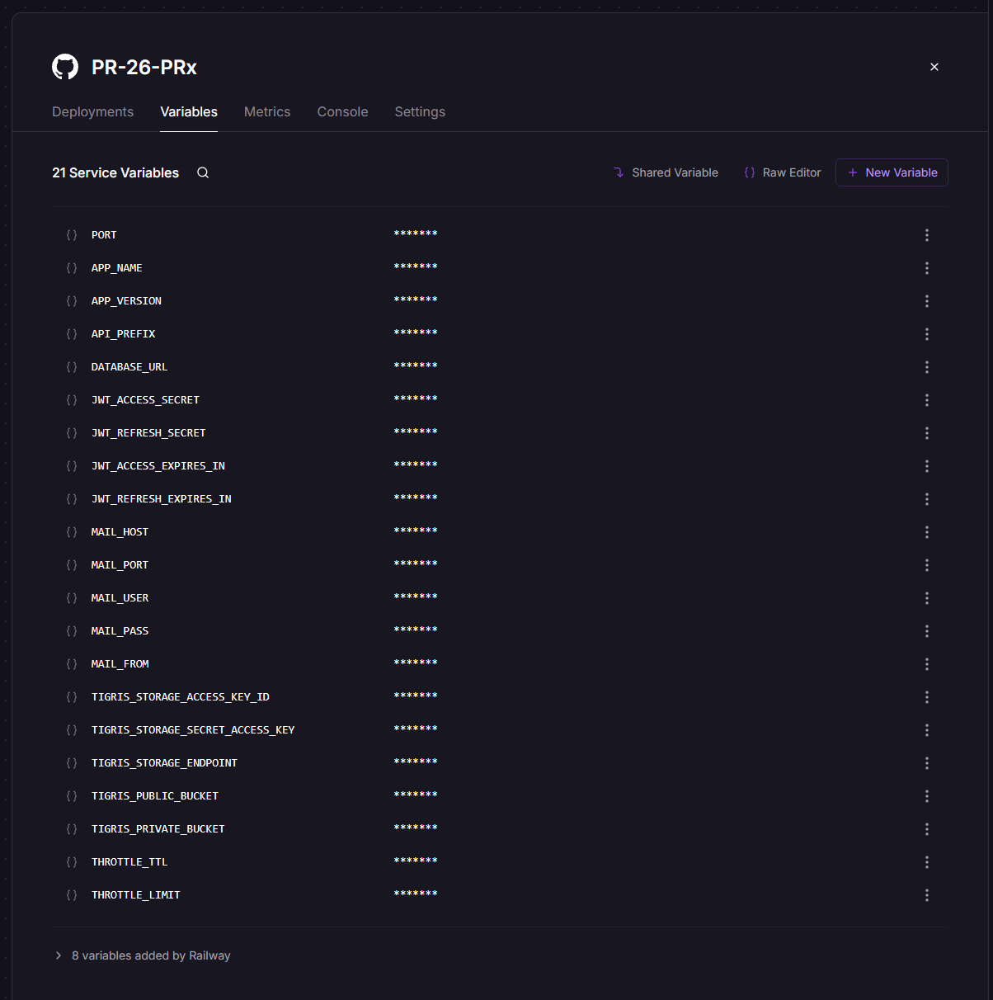 PR-26-PRx
Deployments Variables Metrics Console Settings
21 Service Variables Shared Variable {} Raw Editor + New Variable
{} PORT *******
{} APP_NAME *******
{} APP_VERSION *******
{} API_PREFIX *******
{} DATABASE_URL *******
{} JWT_ACCESS_SECRET *******
{} JWT_REFRESH_SECRET *******
{} JWT_ACCESS_EXPIRES_IN *******
{} JWT_REFRESH_EXPIRES_IN *******
{} MAIL_HOST *******
{} MAIL_PORT *******
{} MAIL_USER *******
{} MAIL_PASS *******
{} MAIL_FROM *******
{} TIGRIS_STORAGE_ACCESS_KEY_ID *******
{} TIGRIS_STORAGE_SECRET_ACCESS_KEY *******
{} TIGRIS_STORAGE_ENDPOINT *******
{} TIGRIS_PUBLIC_BUCKET *******
{} TIGRIS_PRIVATE_BUCKET *******
{} THROTTLE_TTL *******
{} THROTTLE_LIMIT *******
8 variables added by Railway